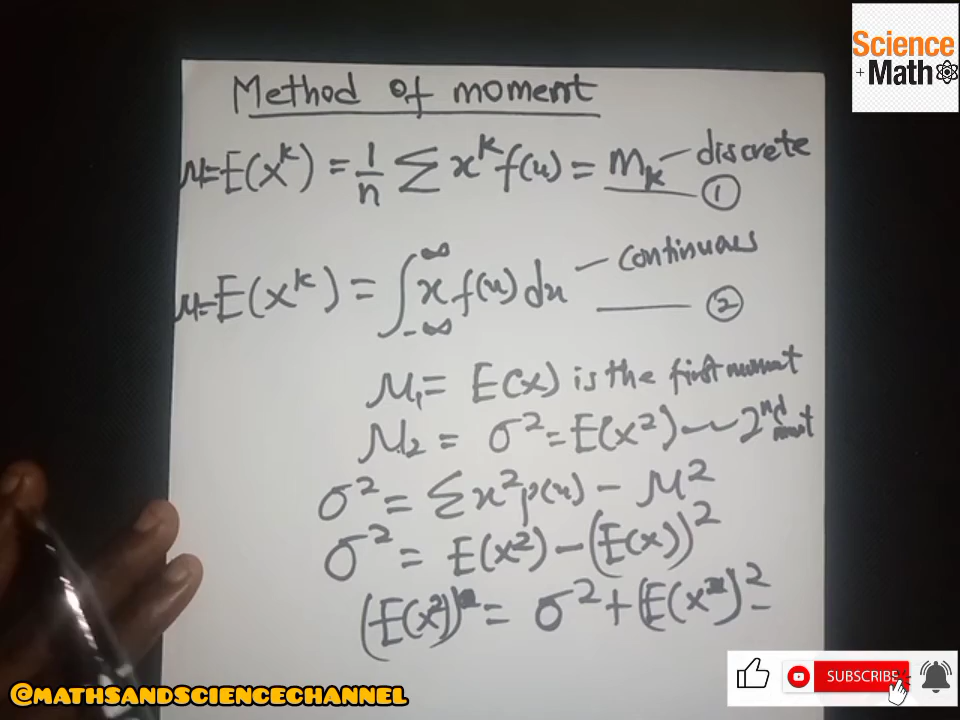 Science
+Math
Method of moment
μ=E(x^k) = 1/n Σ x^k f(x) = m_k — discrete
①
μ=E(x^k) = ∫_{-∞}^{∞} x f(x) dx — continuous
②
μ₁ = E(x) is the first moment
μ₂ = σ² = E(x²) — 2nd
σ² = Σx²p(x) - μ²
σ² = E(x²) - (E(x))²
(E(x²)) = σ² + (E(x))²
@MATHSANDSCIENCECHANNEL
SUBSCRIBE